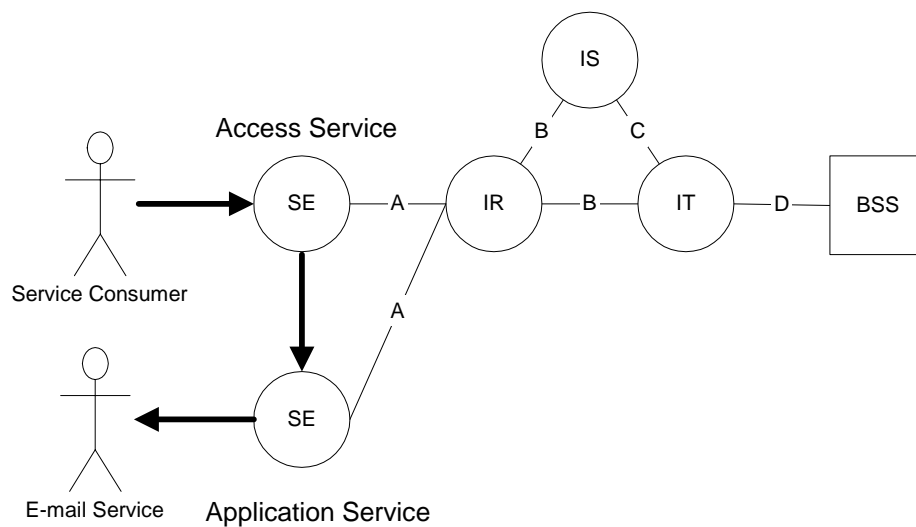 IS
Access Service
B
C
SE
A
IR
B
IT
D
BSS
Service Consumer
A
SE
E-mail Service
Application Service